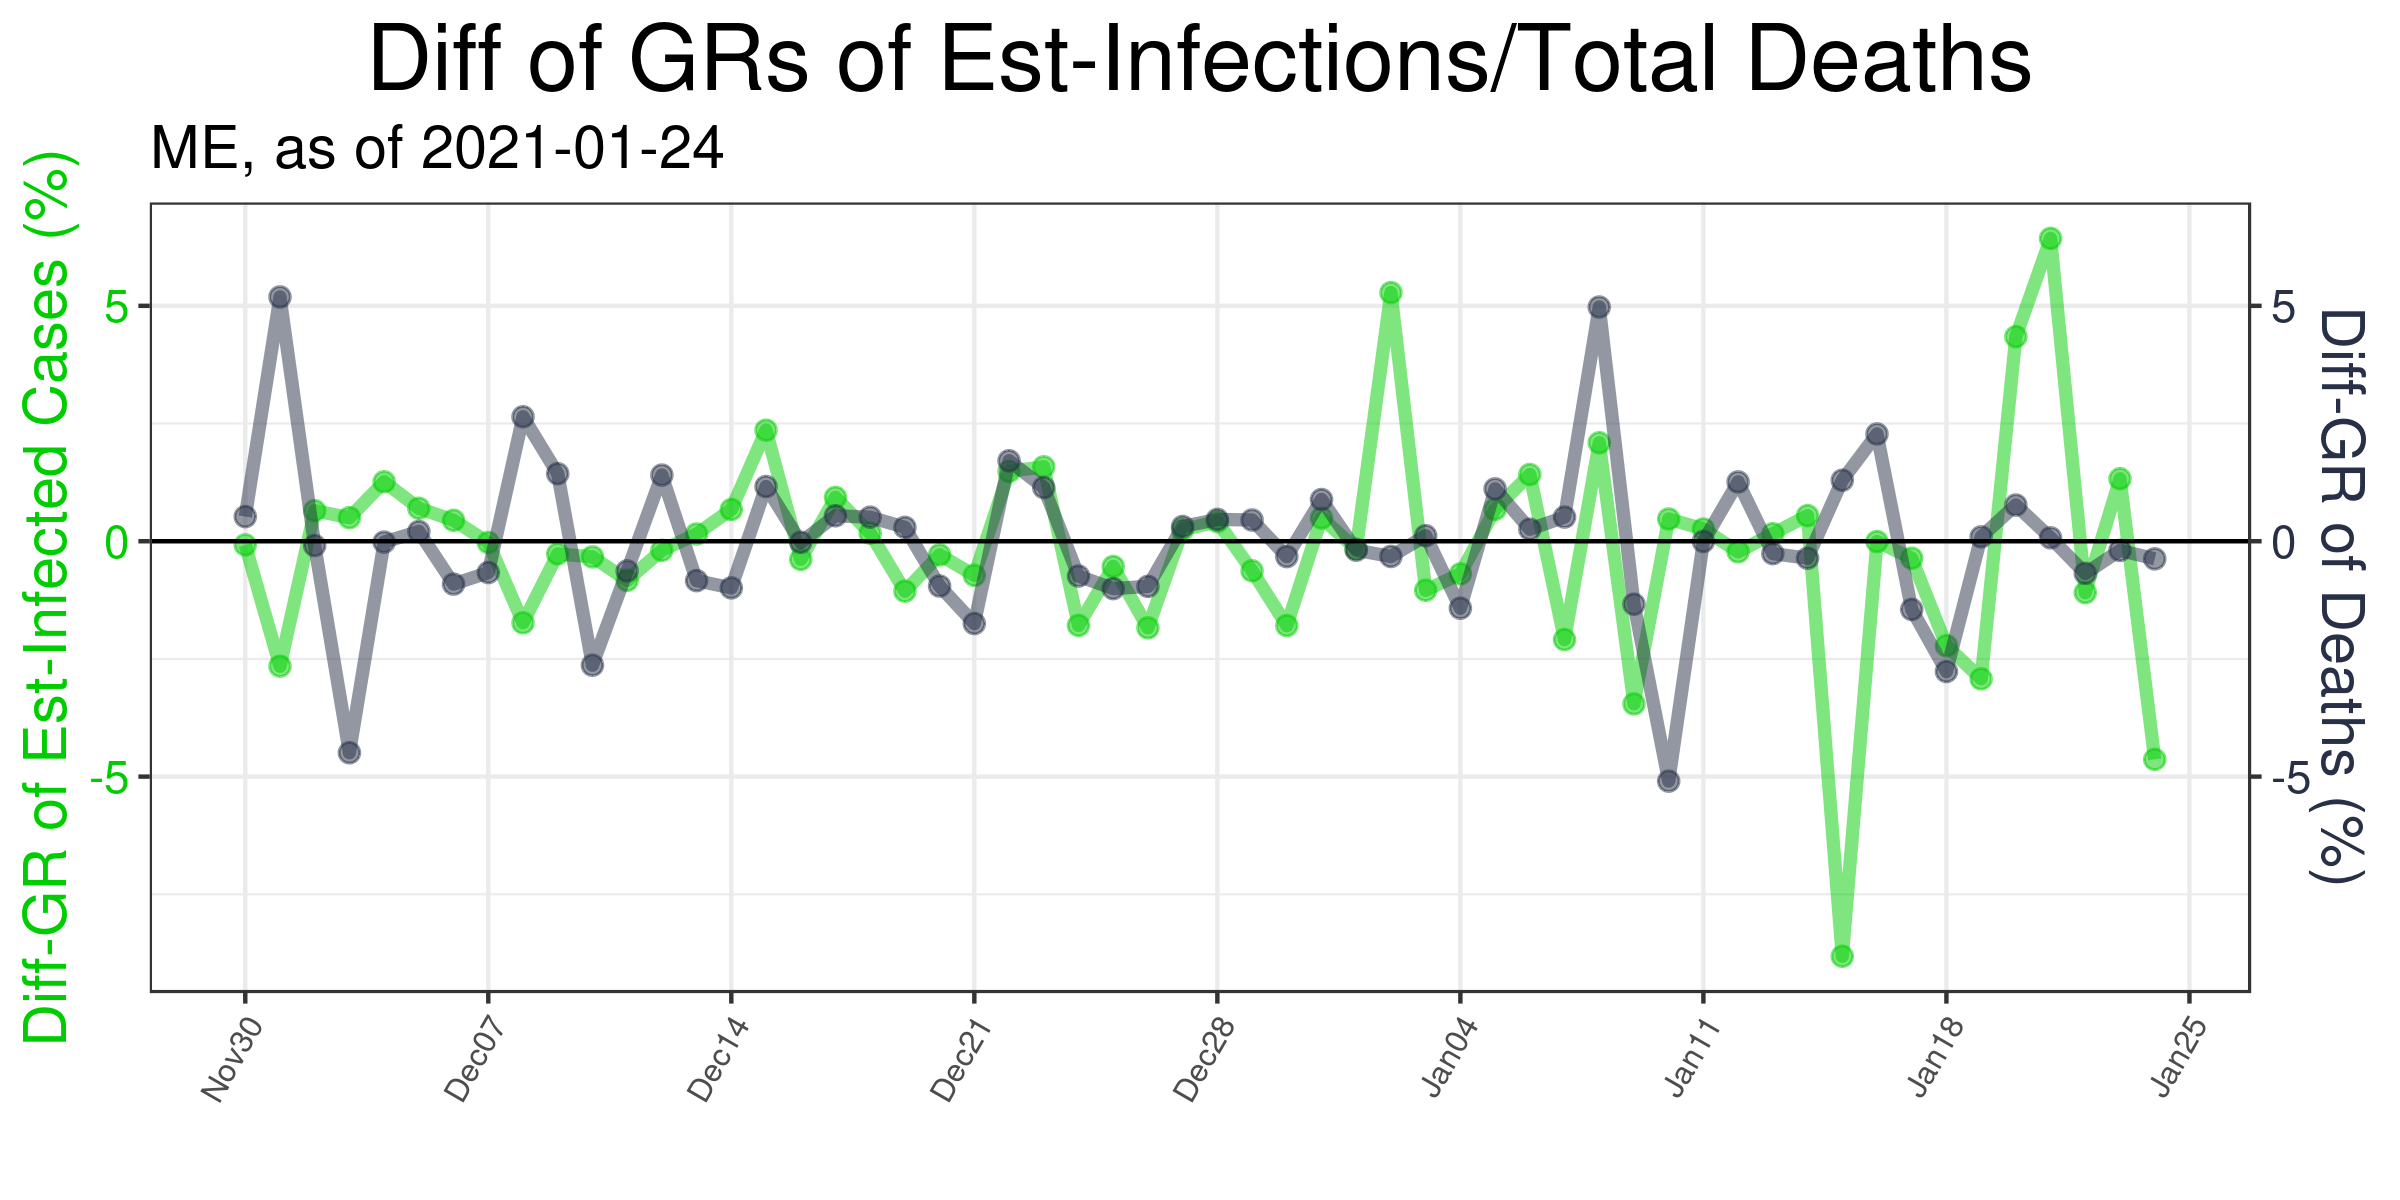 Diff of GRs of Est-Infections/Total Deaths
ME, as of 2021-01-24
Diff-GR of Est-Infected Cases (%)
5
0
-5
5
0
-5
Diff-GR of Deaths (%)
Nov30
Dec07
Dec14
Dec21
Dec28
Jan04
Jan11
Jan18
Jan25